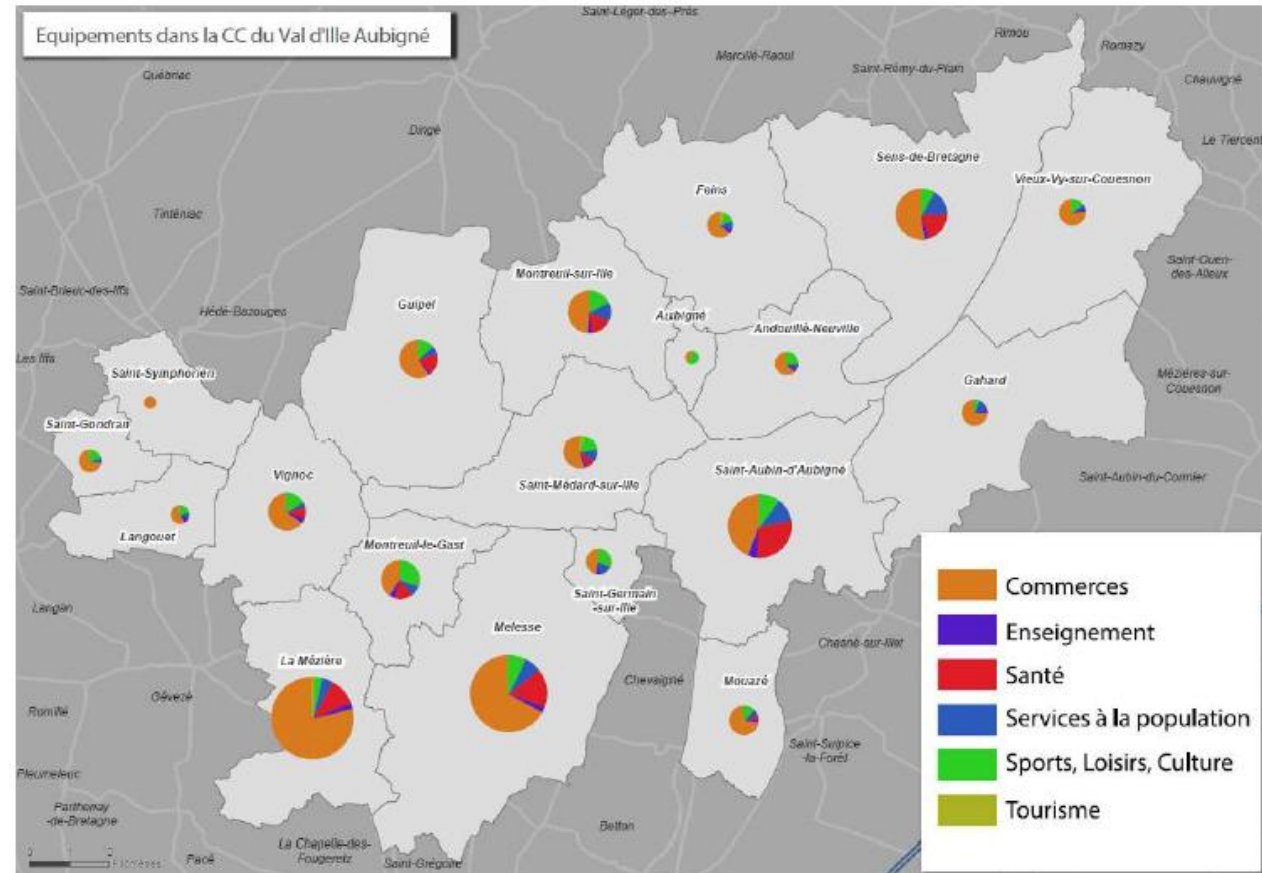 Equipements dans la CC du Val d'Ille Aubigné
Saint-Léger-des-Prés
Rimou
Romazy
Marcillé-Raoul
Saint-Rémy-du-Plain
Québriac
Chauvigné
Dingé
Le Tiercent
Sens-de-Bretagne
Feins
Vieux-Vy-sur-Couesnon
Tinténiac
Saint-Ouen-
des-Alleux
Montreuil-sur-Ille
Saint-Brieuc-des-Iffs
Hédé-Bazouges
Guipel
Aubigné
Andouillé-Neuville
Les Iffs
Saint-Symphorien
Gahard
Mézières-sur-
Couesnon
Saint-Gondran
Vignoc
Saint-Médard-sur-Ille
Saint-Aubin-d'Aubigné
Saint-Aubin-du-Cormier
Langouet
Montreuil-le-Gast
Saint-Germain
-sur-Ille
Langan
Melesse
Chasné-sur-Illet
La Mézière
Chevaigné
Mouazé
Gévezé
Romillé
Saint-Sulpice
-la-Forêt
Pleumeleuc
Parthenay
-de-Bretagne
Betton
La Chapelle-des-
Fougeretz
Pacé
Saint-Grégoire
0 1 2
Kilomètres
Commerces
Enseignement
Santé
Services à la population
Sports, Loisirs, Culture
Tourisme